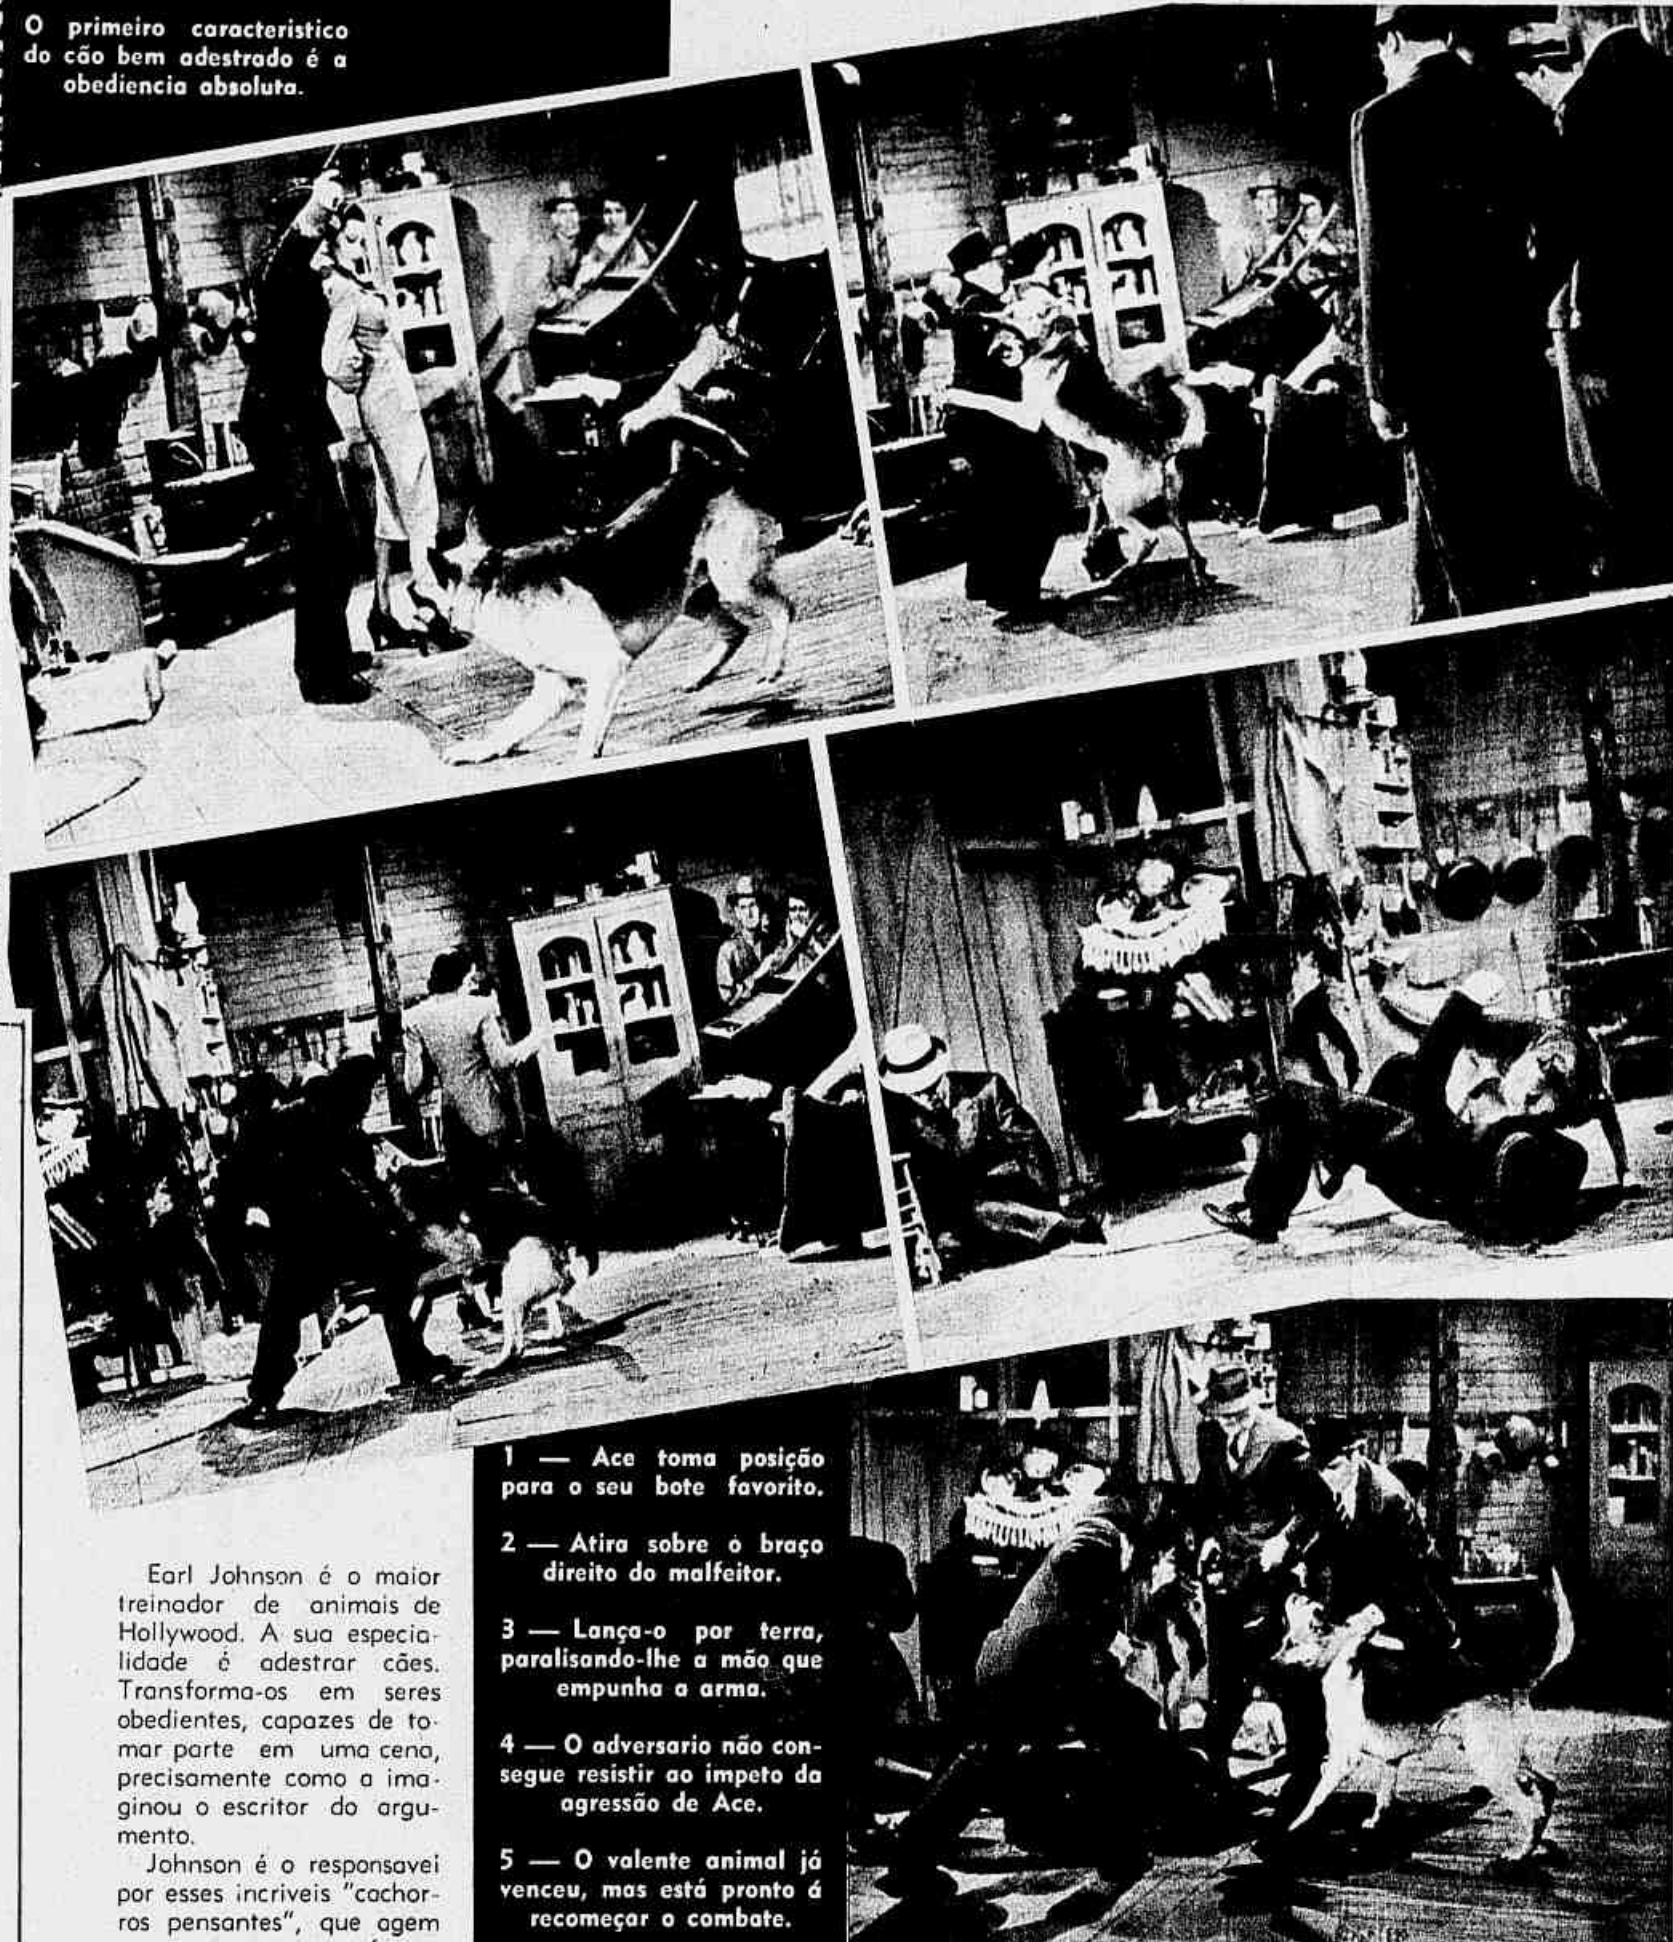 O primeiro caracteristico
do cão bem adestrado é a
obediencia absoluta.
1 — Ace toma posição
para o seu bote favorito.
2 — Atira sobre o braço
direito do malfeitor.
3 — Lança-o por terra,
paralisando-lhe a mão que
empunha a arma.
4 — O adversario não con-
segue resistir ao impeto da
agressão de Ace.
5 — O valente animal já
venceu, mas está pronto á
recomeçar o combate.
Earl Johnson é o maior
treinador de animais de
Hollywood. A sua especia-
lidade é adestrar cães.
Transforma-os em seres
obedientes, capazes de to-
mar parte em uma cena,
precisamente como a ima-
ginou o escritor do argu-
mento.
Johnson é o responsavel
por esses incriveis "cachor-
ros pensantes", que agem